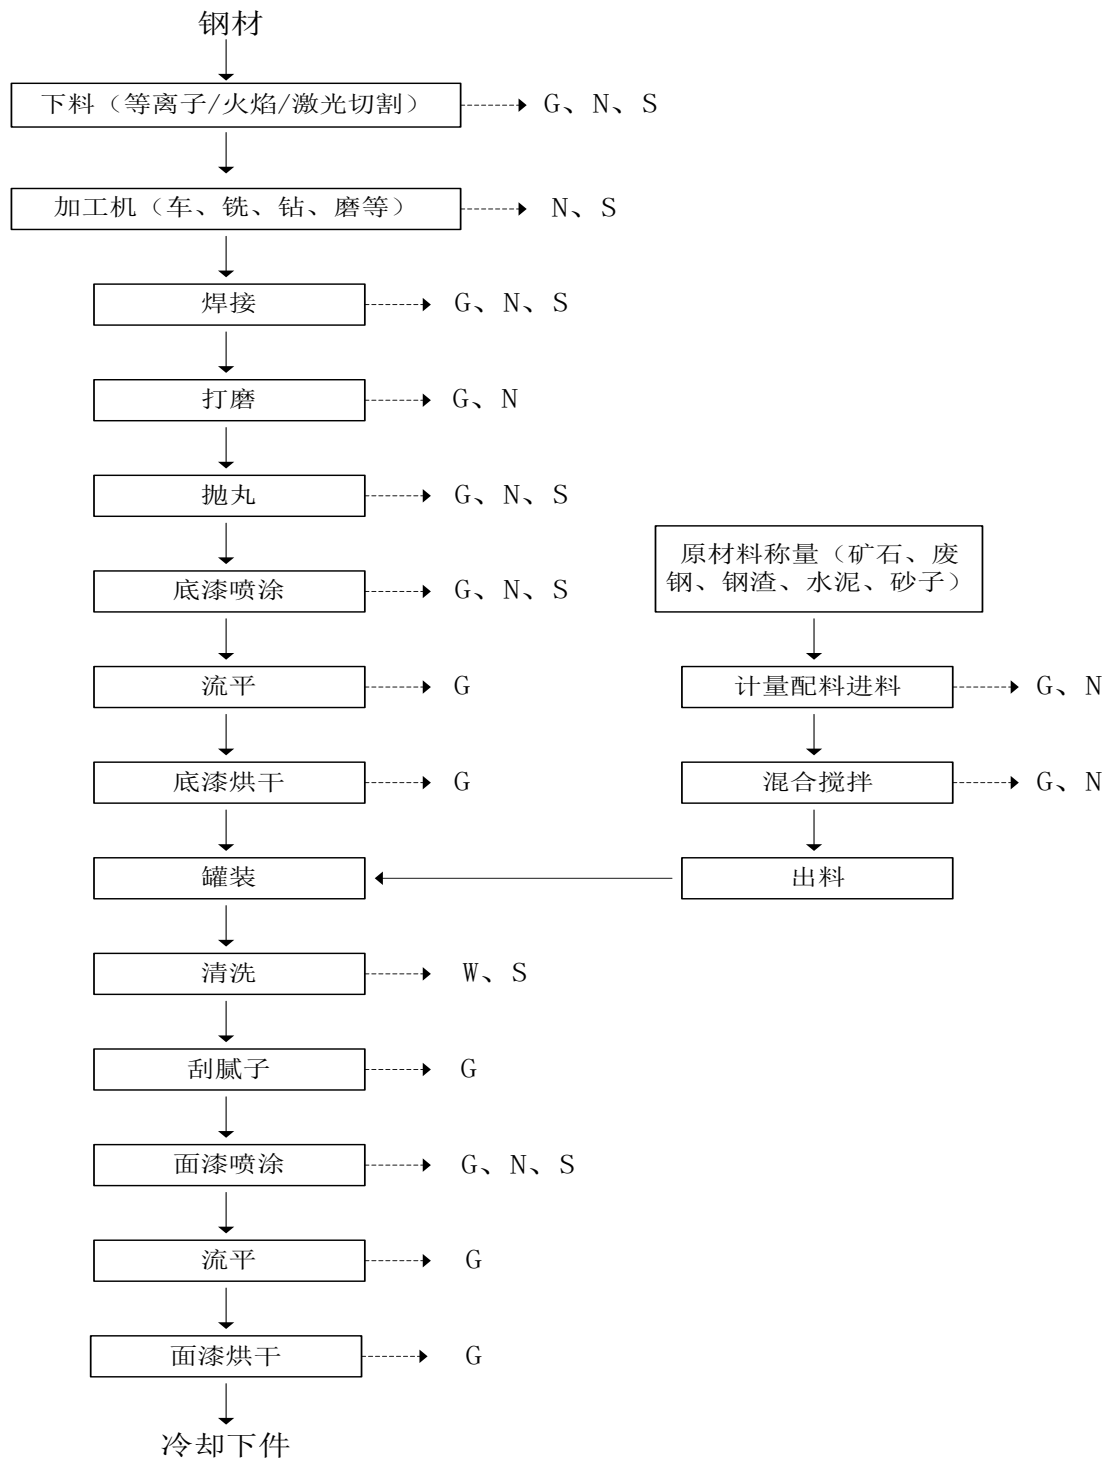 钢材
下料（等离子/火焰/激光切割）
G、N、S
加工机（车、铣、钻、磨等）
N、S
焊接
G、N、S
打磨
G、N
抛丸
G、N、S
底漆喷涂
G、N、S
流平
G
底漆烘干
G
罐装
清洗
W、S
刮腻子
G
面漆喷涂
G、N、S
流平
G
面漆烘干
G
冷却下件
原材料称量（矿石、废
钢、钢渣、水泥、砂子）
计量配料进料
G、N
混合搅拌
G、N
出料